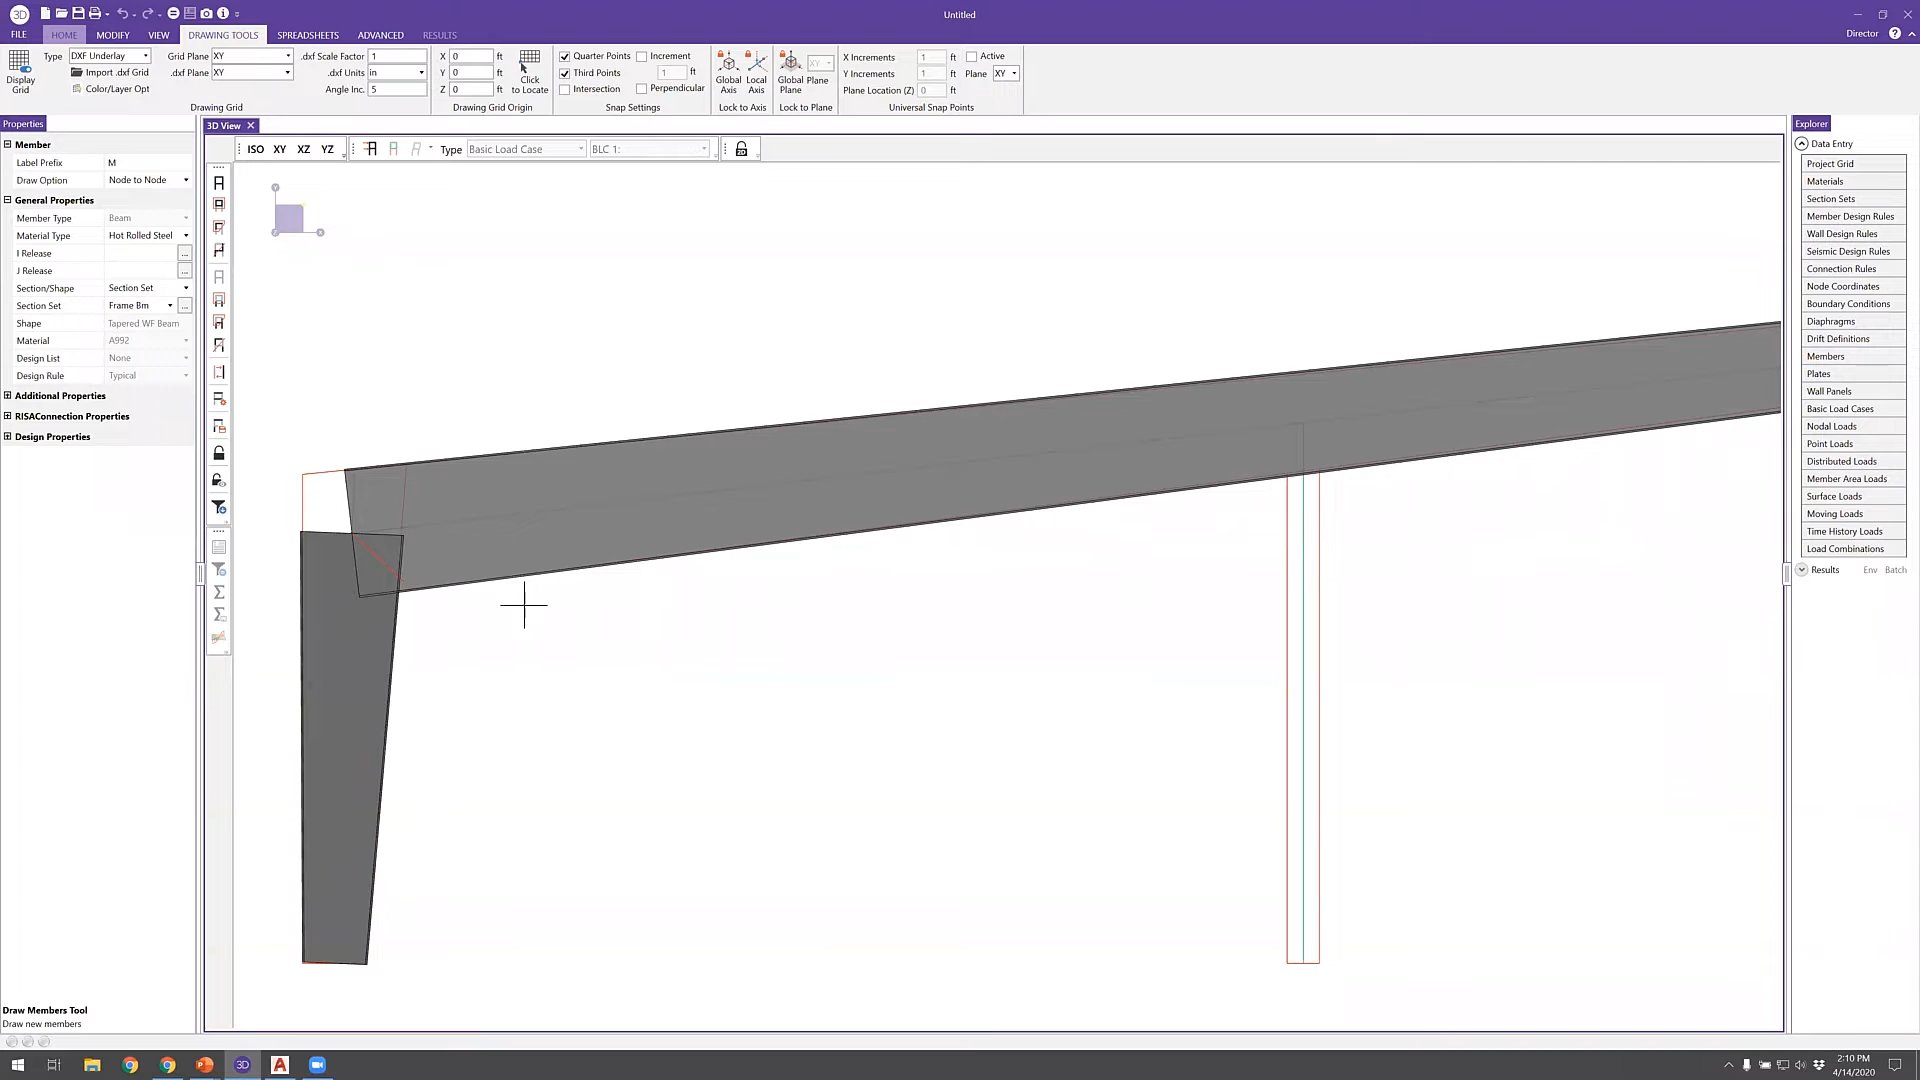 3D
Untitled
FILE HOME MODIFY VIEW DRAWING TOOLS SPREADSHEETS ADVANCED RESULTS
Director
Display Grid
Type DXF Underlay
Import .dxf Grid
Color/Layer Opt
Grid Plane XY
.dxf Plane XY
.dxf Scale Factor 1
.dxf Units in
Angle Inc. 5
Drawing Grid
X 0 ft
Y 0 ft
Z 0 ft
Click to Locate
Drawing Grid Origin
Quarter Points Increment
Third Points 1 ft
Intersection Perpendicular
Snap Settings
Global Axis
Local Axis
Lock to Axis
Global Plane
Plane XY
Lock to Plane
X Increments 1 ft Active
Y Increments 1 ft Plane XY
Plane Location (Z) 0 ft
Universal Snap Points
Properties
Member
Label Prefix M
Draw Option Node to Node
General Properties
Member Type Beam
Material Type Hot Rolled Steel
I Release ...
J Release ...
Section/Shape Section Set
Section Set Frame Bm ...
Shape Tapered WF Beam
Material A992
Design List None
Design Rule Typical
Additional Properties
RISAConnection Properties
Design Properties
Draw Members Tool
Draw new members
3D View
ISO XY XZ YZ Type Basic Load Case BLC 1:
Explorer
Data Entry
Project Grid
Materials
Section Sets
Member Design Rules
Wall Design Rules
Seismic Design Rules
Connection Rules
Node Coordinates
Boundary Conditions
Diaphragms
Drift Definitions
Members
Plates
Wall Panels
Basic Load Cases
Nodal Loads
Point Loads
Distributed Loads
Member Area Loads
Surface Loads
Moving Loads
Time History Loads
Load Combinations
Results Env Batch
2:10 PM
4/14/2020